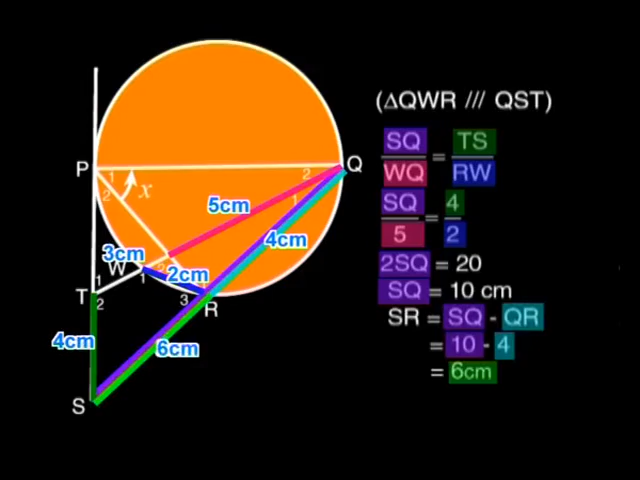 (ΔQWR /// QST)
SQ/WQ = TS/RW
SQ/5 = 4/2
2SQ = 20
SQ = 10 cm
SR = SQ - QR
= 10 - 4
= 6cm
P
1
2
x
2
Q
1
5cm
4cm
3cm
W
1
2
2cm
T
1
2
3
R
4cm
6cm
S